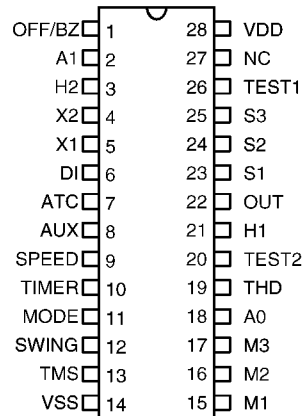 OFF/BZ 1 28 VDD
A1 2 27 NC
H2 3 26 TEST1
X2 4 25 S3
X1 5 24 S2
DI 6 23 S1
ATC 7 22 OUT
AUX 8 21 H1
SPEED 9 20 TEST2
TIMER 10 19 THD
MODE 11 18 A0
SWING 12 17 M3
TMS 13 16 M2
VSS 14 15 M1